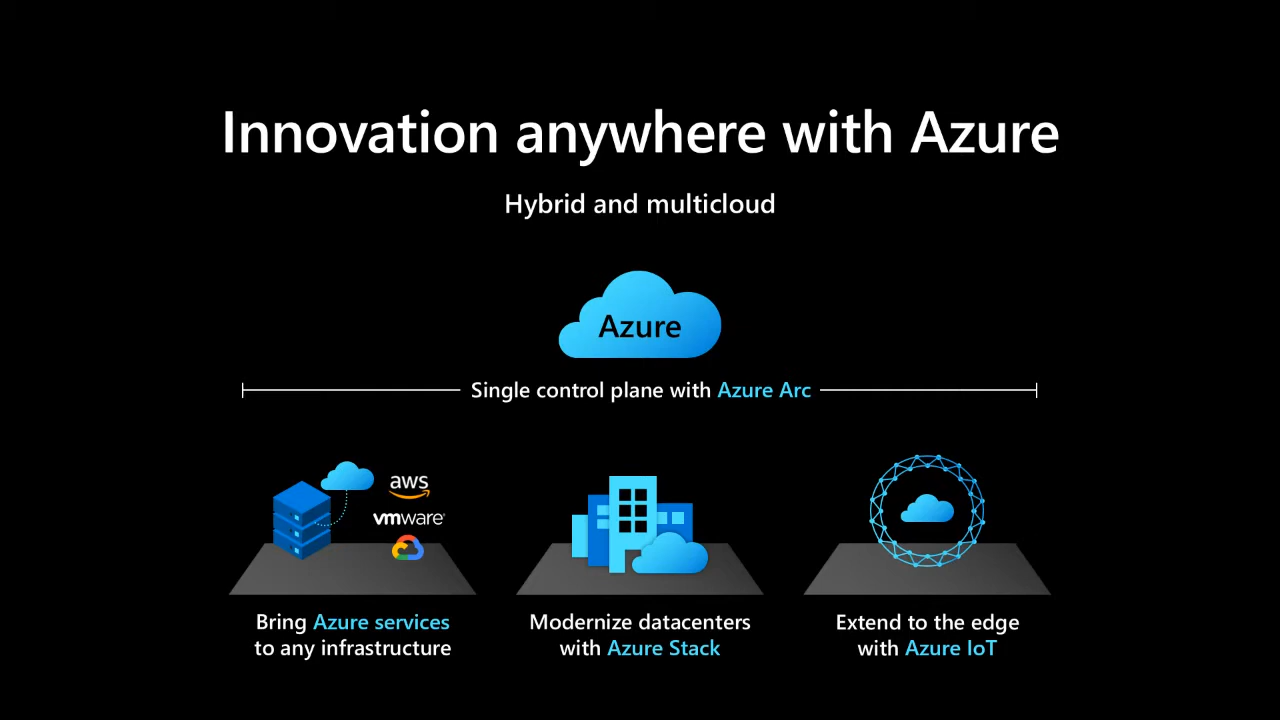 Innovation anywhere with Azure
Hybrid and multicloud
Azure
Single control plane with Azure Arc
aws
vmware®
Bring Azure services
to any infrastructure
Modernize datacenters
with Azure Stack
Extend to the edge
with Azure IoT